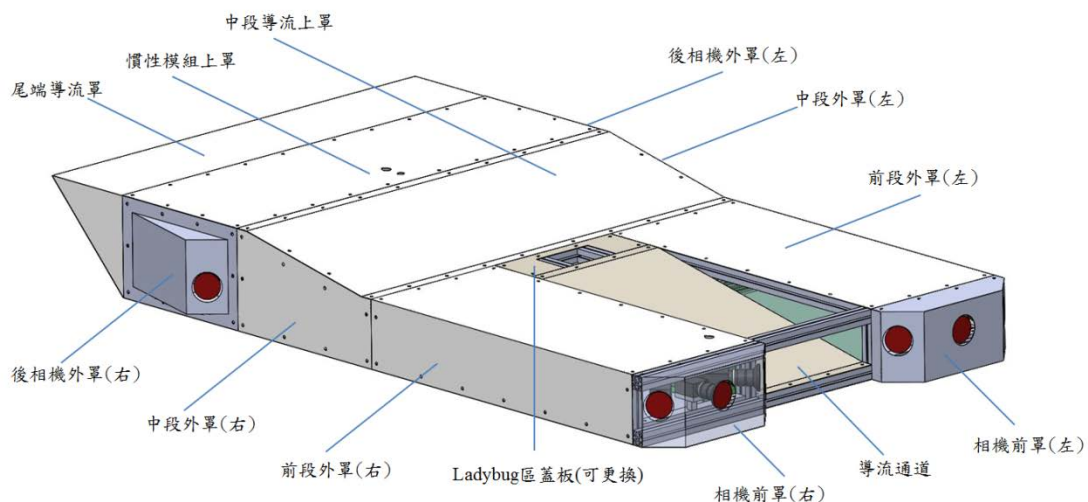 中段導流上罩
慣性模組上罩
後相機外罩(左)
尾端導流罩
中段外罩(左)
前段外罩(左)
後相機外罩(右)
中段外罩(右)
前段外罩(右)
Ladybug區蓋板(可更換)
導流通道
相機前罩(左)
相機前罩(右)